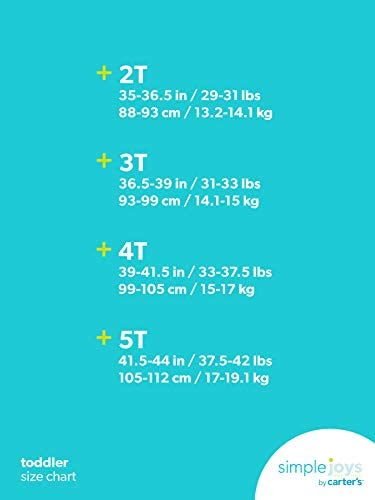 + 2T
35-36.5 in / 29-31 lbs
88-93 cm / 13.2-14.1 kg
+ 3T
36.5-39 in / 31-33 lbs
93-99 cm / 14.1-15 kg
+ 4T
39-41.5 in / 33-37.5 lbs
99-105 cm / 15-17 kg
+ 5T
41.5-44 in / 37.5-42 lbs
105-112 cm / 17-19.1 kg
toddler
size chart
simple joys
by carter's